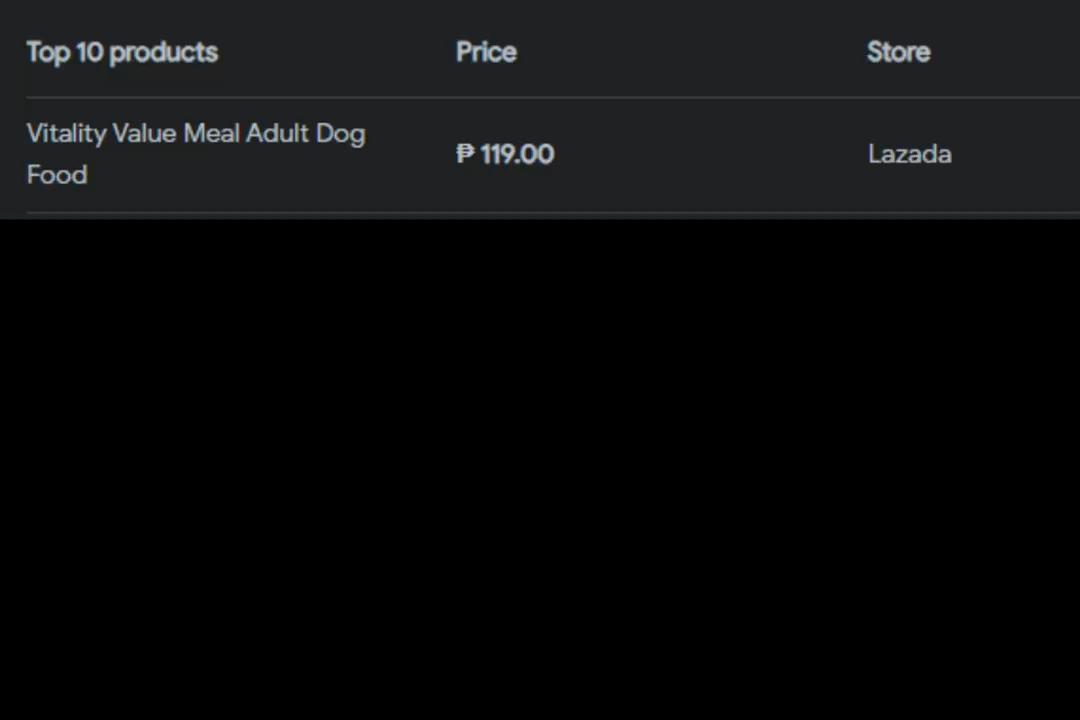 Top 10 products Price Store
Vitality Value Meal Adult Dog
Food
₱ 119.00
Lazada